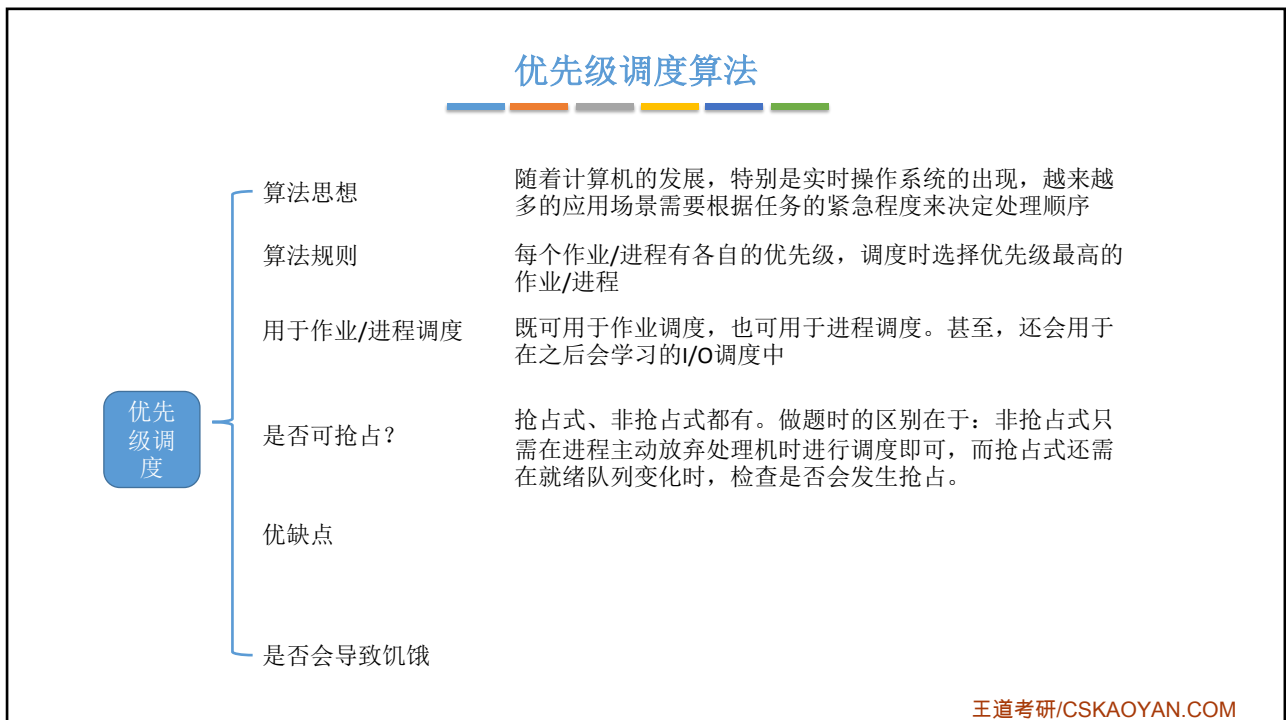 优先级调度算法
算法思想
随着计算机的发展，特别是实时操作系统的出现，越来越
多的应用场景需要根据任务的紧急程度来决定处理顺序
算法规则
每个作业/进程有各自的优先级，调度时选择优先级最高的
作业/进程
用于作业/进程调度
既可用于作业调度，也可用于进程调度。甚至，还会用于
在之后会学习的I/O调度中
优先
级调
度
是否可抢占？
抢占式、非抢占式都有。做题时的区别在于：非抢占式只
需在进程主动放弃处理机时进行调度即可，而抢占式还需
在就绪队列变化时，检查是否会发生抢占。
优缺点
是否会导致饥饿
王道考研/CSKAOYAN.COM